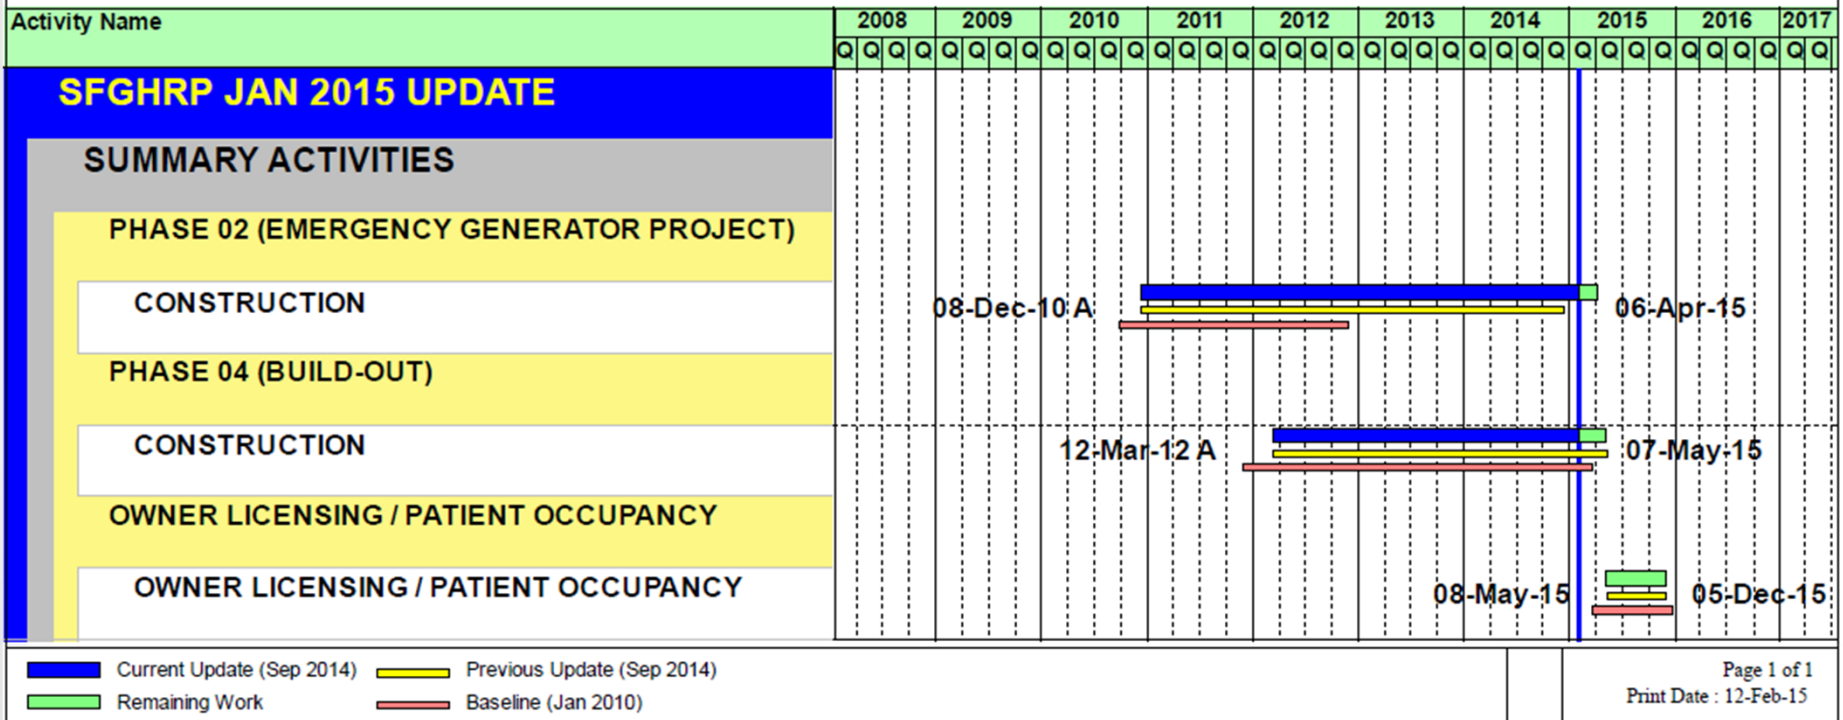 Activity Name 2008 2009 2010 2011 2012 2013 2014 2015 2016 2017
Q Q Q Q Q Q Q Q Q Q Q Q Q Q Q Q Q Q Q Q Q Q Q Q Q Q Q Q Q Q Q Q Q Q Q Q Q Q
SFGHRP JAN 2015 UPDATE
SUMMARY ACTIVITIES
PHASE 02 (EMERGENCY GENERATOR PROJECT)
CONSTRUCTION 08-Dec-10 A 06-Apr-15
PHASE 04 (BUILD-OUT)
CONSTRUCTION 12-Mar-12 A 07-May-15
OWNER LICENSING / PATIENT OCCUPANCY
OWNER LICENSING / PATIENT OCCUPANCY 08-May-15 05-Dec-15
Current Update (Sep 2014) Previous Update (Sep 2014) Page 1 of 1
Remaining Work Baseline (Jan 2010) Print Date : 12-Feb-15